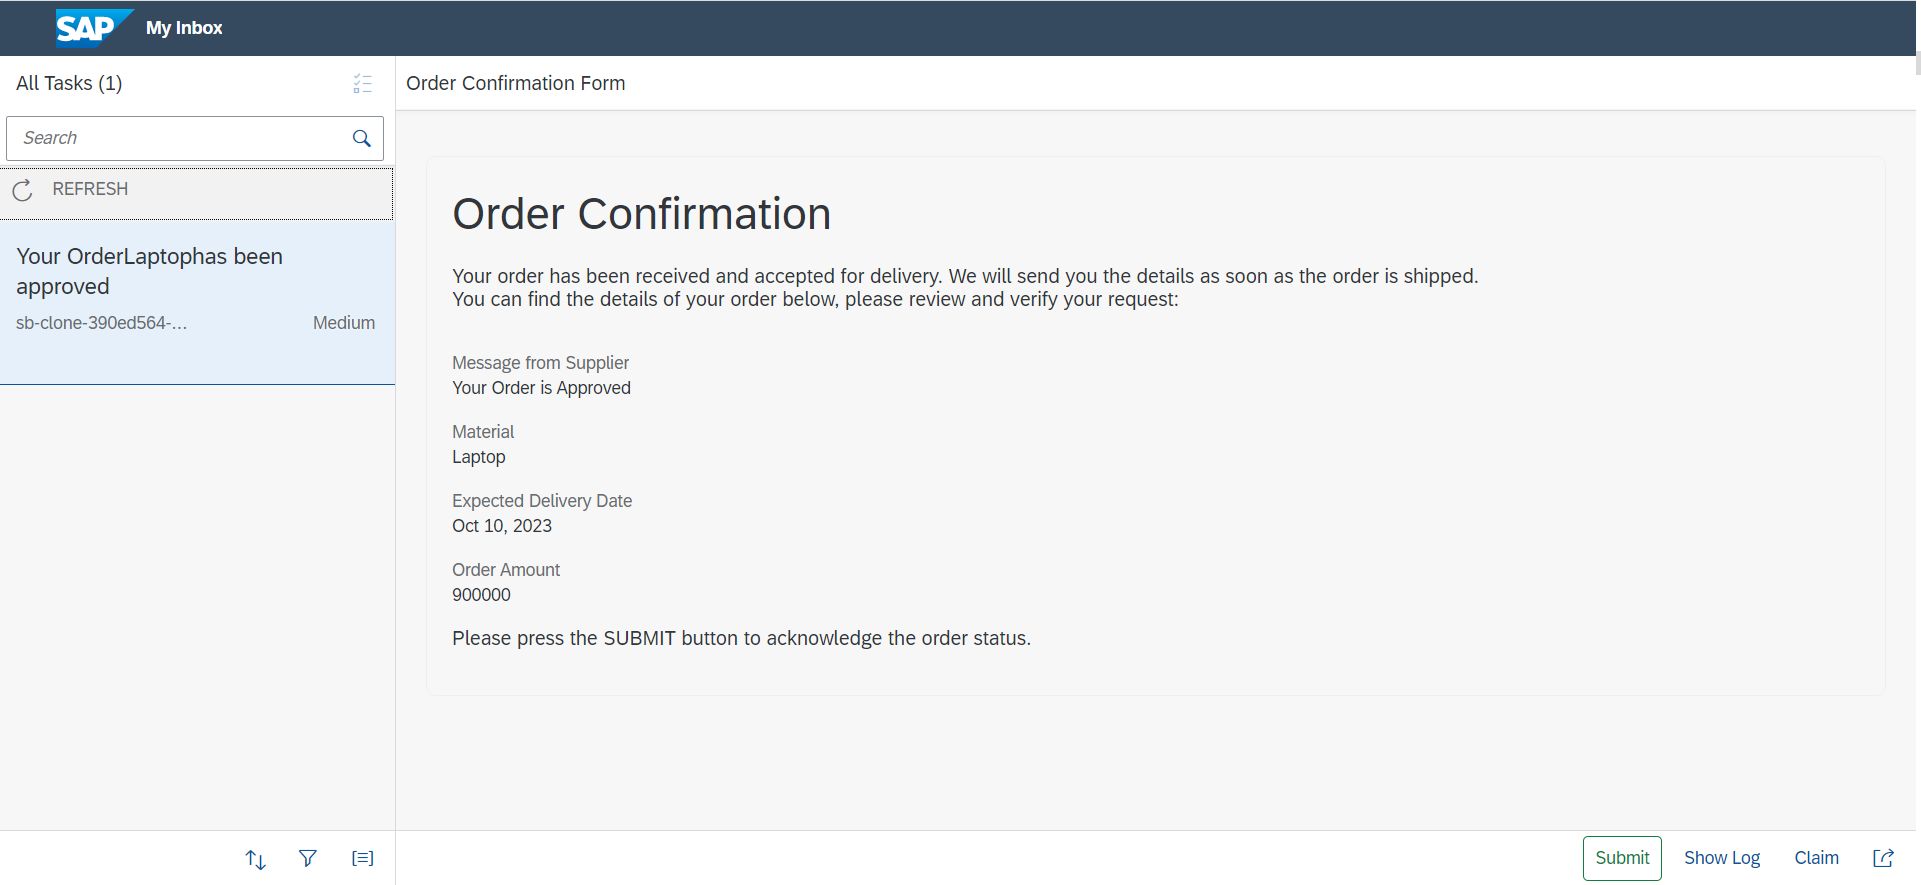 SAP My Inbox
All Tasks (1)
Order Confirmation Form
Search
REFRESH
Your OrderLaptophas been
approved
sb-clone-390ed564-... Medium
Order Confirmation
Your order has been received and accepted for delivery. We will send you the details as soon as the order is shipped.
You can find the details of your order below, please review and verify your request:
Message from Supplier
Your Order is Approved
Material
Laptop
Expected Delivery Date
Oct 10, 2023
Order Amount
900000
Please press the SUBMIT button to acknowledge the order status.
Submit Show Log Claim